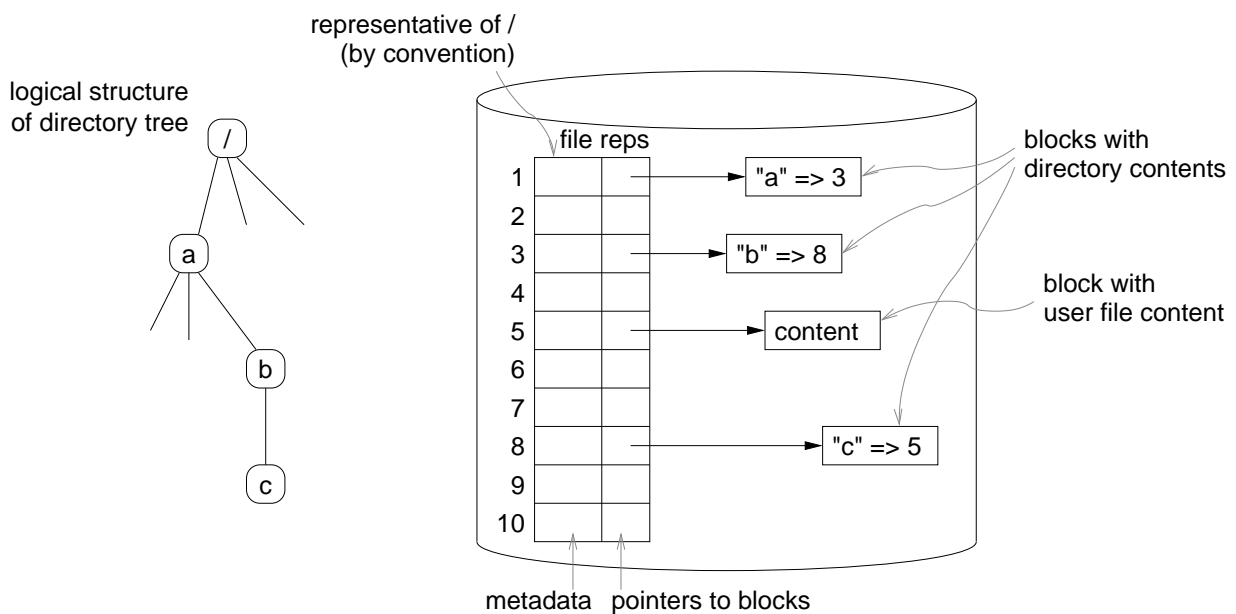 representative of /
(by convention)
logical structure
of directory tree
/
a
b
c
file reps
1
2
3
4
5
6
7
8
9
10
"a" => 3
"b" => 8
content
"c" => 5
blocks with
directory contents
block with
user file content
metadata
pointers to blocks